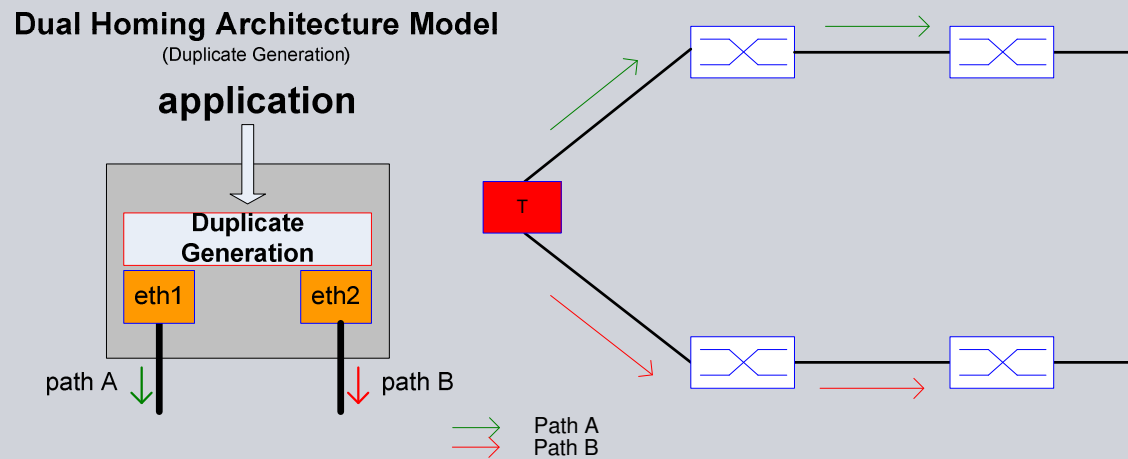 Dual Homing Architecture Model
(Duplicate Generation)
application
Duplicate
Generation
eth1
eth2
path A
path B
T
Path A
Path B